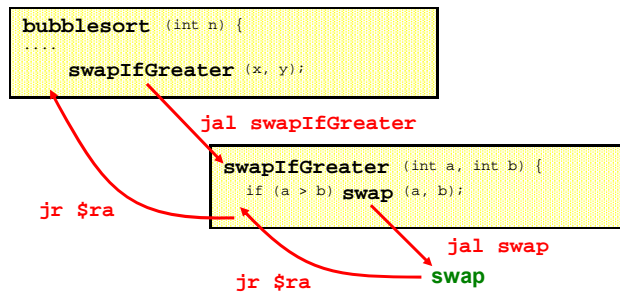 bubblesort (int n) {
....
swapIfGreater (x, y);
jal swapIfGreater
swapIfGreater (int a, int b) {
if (a > b) swap (a, b);
jr $ra
jal swap
jr $ra
swap